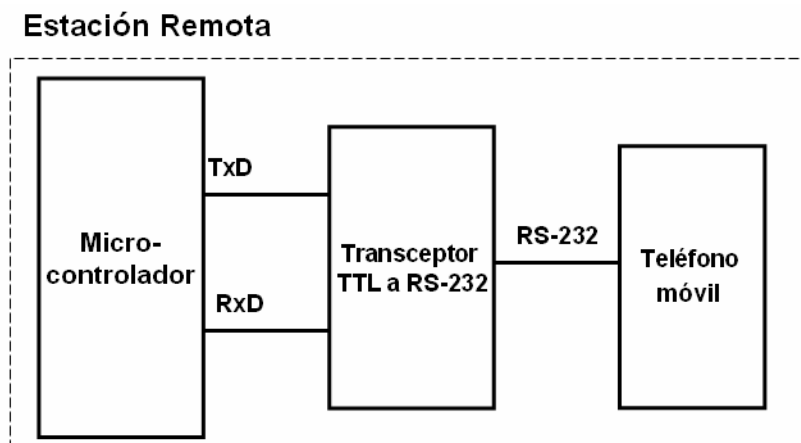 Estación Remota
Micro-
controlador
TxD
RxD
Transceptor
TTL a RS-232
RS-232
Teléfono
móvil